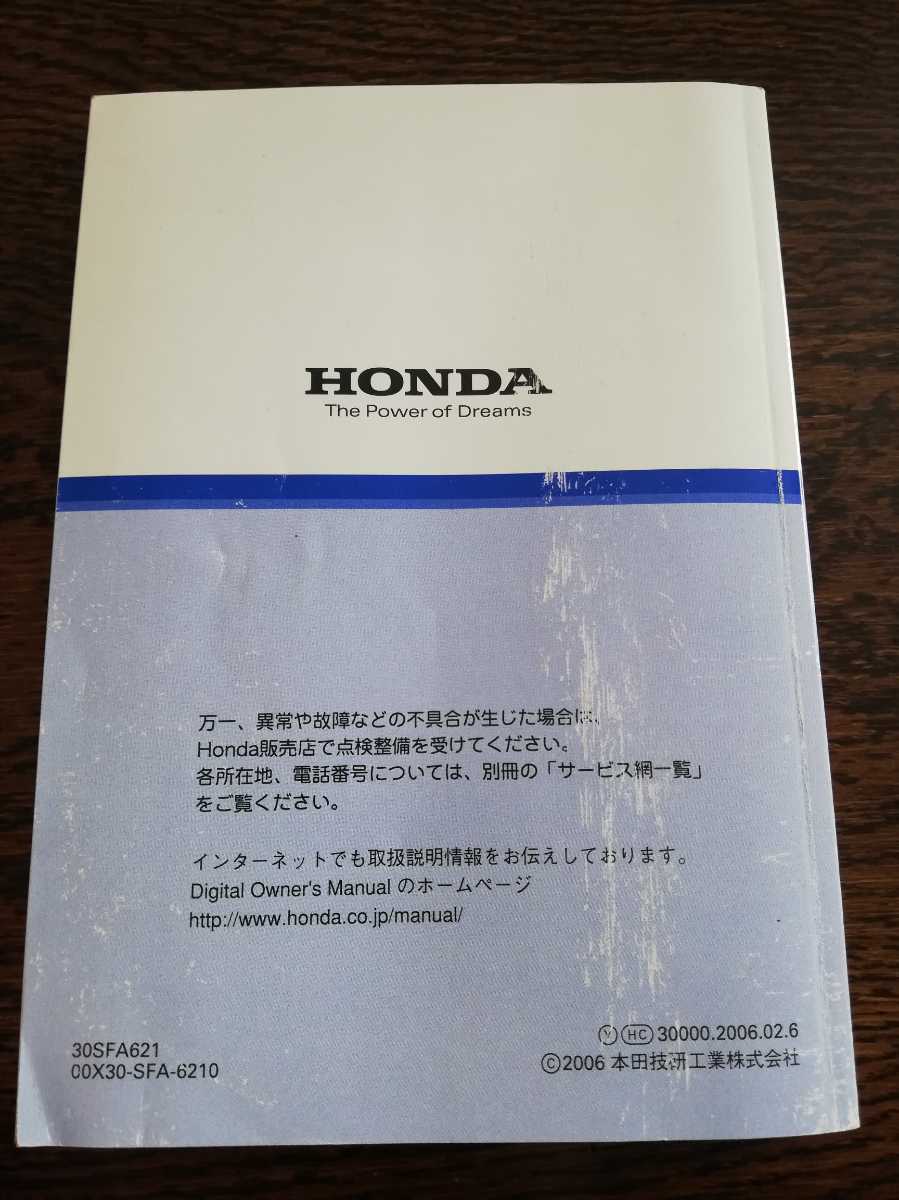 HONDA
The Power of Dreams
万一、異常や故障などの不具合が生じた場合は、
Honda販売店で点検整備を受けてください。
各所在地、電話番号については、別冊の「サービス網一覧」
をご覧ください。
インターネットでも取扱説明情報をお伝えしております。
Digital Owner's Manual のホームページ
http://www.honda.co.jp/manual/
30SFA621
00X30-SFA-6210
Ⓨ HC 30000.2006.02.6
©2006 本田技研工業株式会社